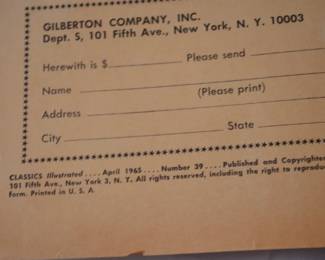 GILBERTON COMPANY, INC.
Dept. S, 101 Fifth Ave., New York, N. Y. 10003
Herewith is $ Please send
Name (Please print)
Address
City State
CLASSICS Illustrated.... April 1965.... Number 39.... Published and Copyrighted
101 Fifth Ave., New York 3, N. Y. All rights reserved, including the right to
form. Printed in U. S. A